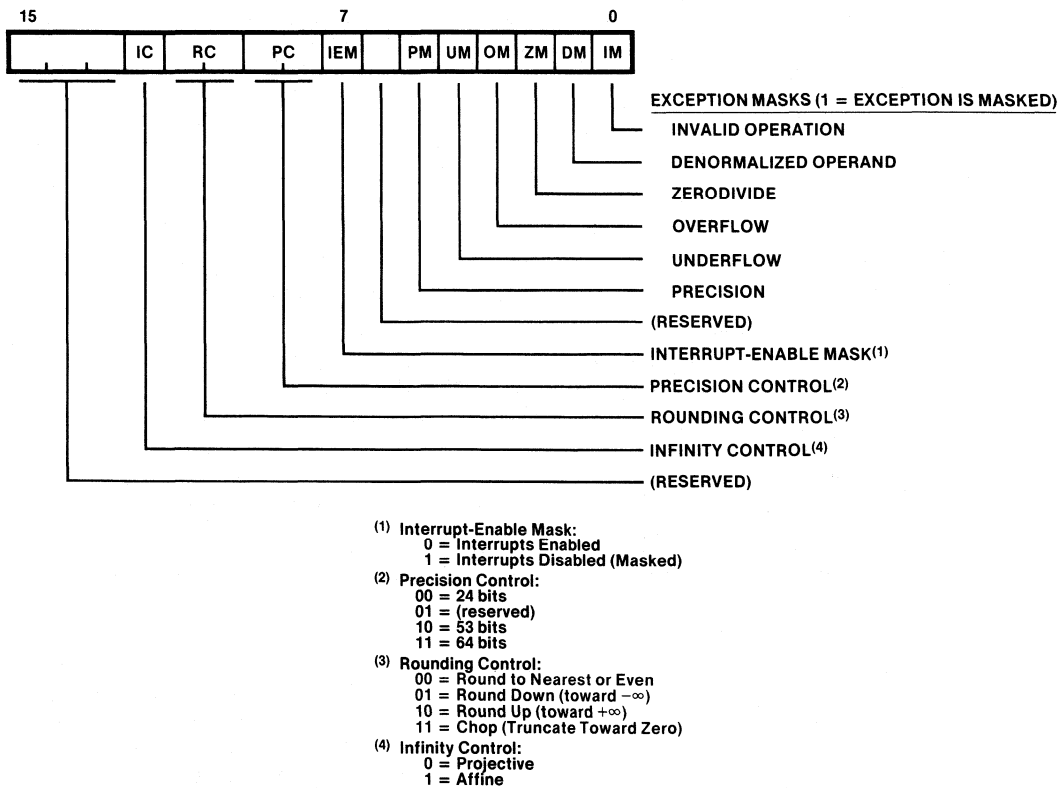 15 7 0
IC RC PC IEM PM UM OM ZM DM IM
EXCEPTION MASKS (1 = EXCEPTION IS MASKED)
INVALID OPERATION
DENORMALIZED OPERAND
ZERODIVIDE
OVERFLOW
UNDERFLOW
PRECISION
(RESERVED)
INTERRUPT-ENABLE MASK(1)
PRECISION CONTROL(2)
ROUNDING CONTROL(3)
INFINITY CONTROL(4)
(RESERVED)
(1) Interrupt-Enable Mask:
0 = Interrupts Enabled
1 = Interrupts Disabled (Masked)
(2) Precision Control:
00 = 24 bits
01 = (reserved)
10 = 53 bits
11 = 64 bits
(3) Rounding Control:
00 = Round to Nearest or Even
01 = Round Down (toward −∞)
10 = Round Up (toward +∞)
11 = Chop (Truncate Toward Zero)
(4) Infinity Control:
0 = Projective
1 = Affine